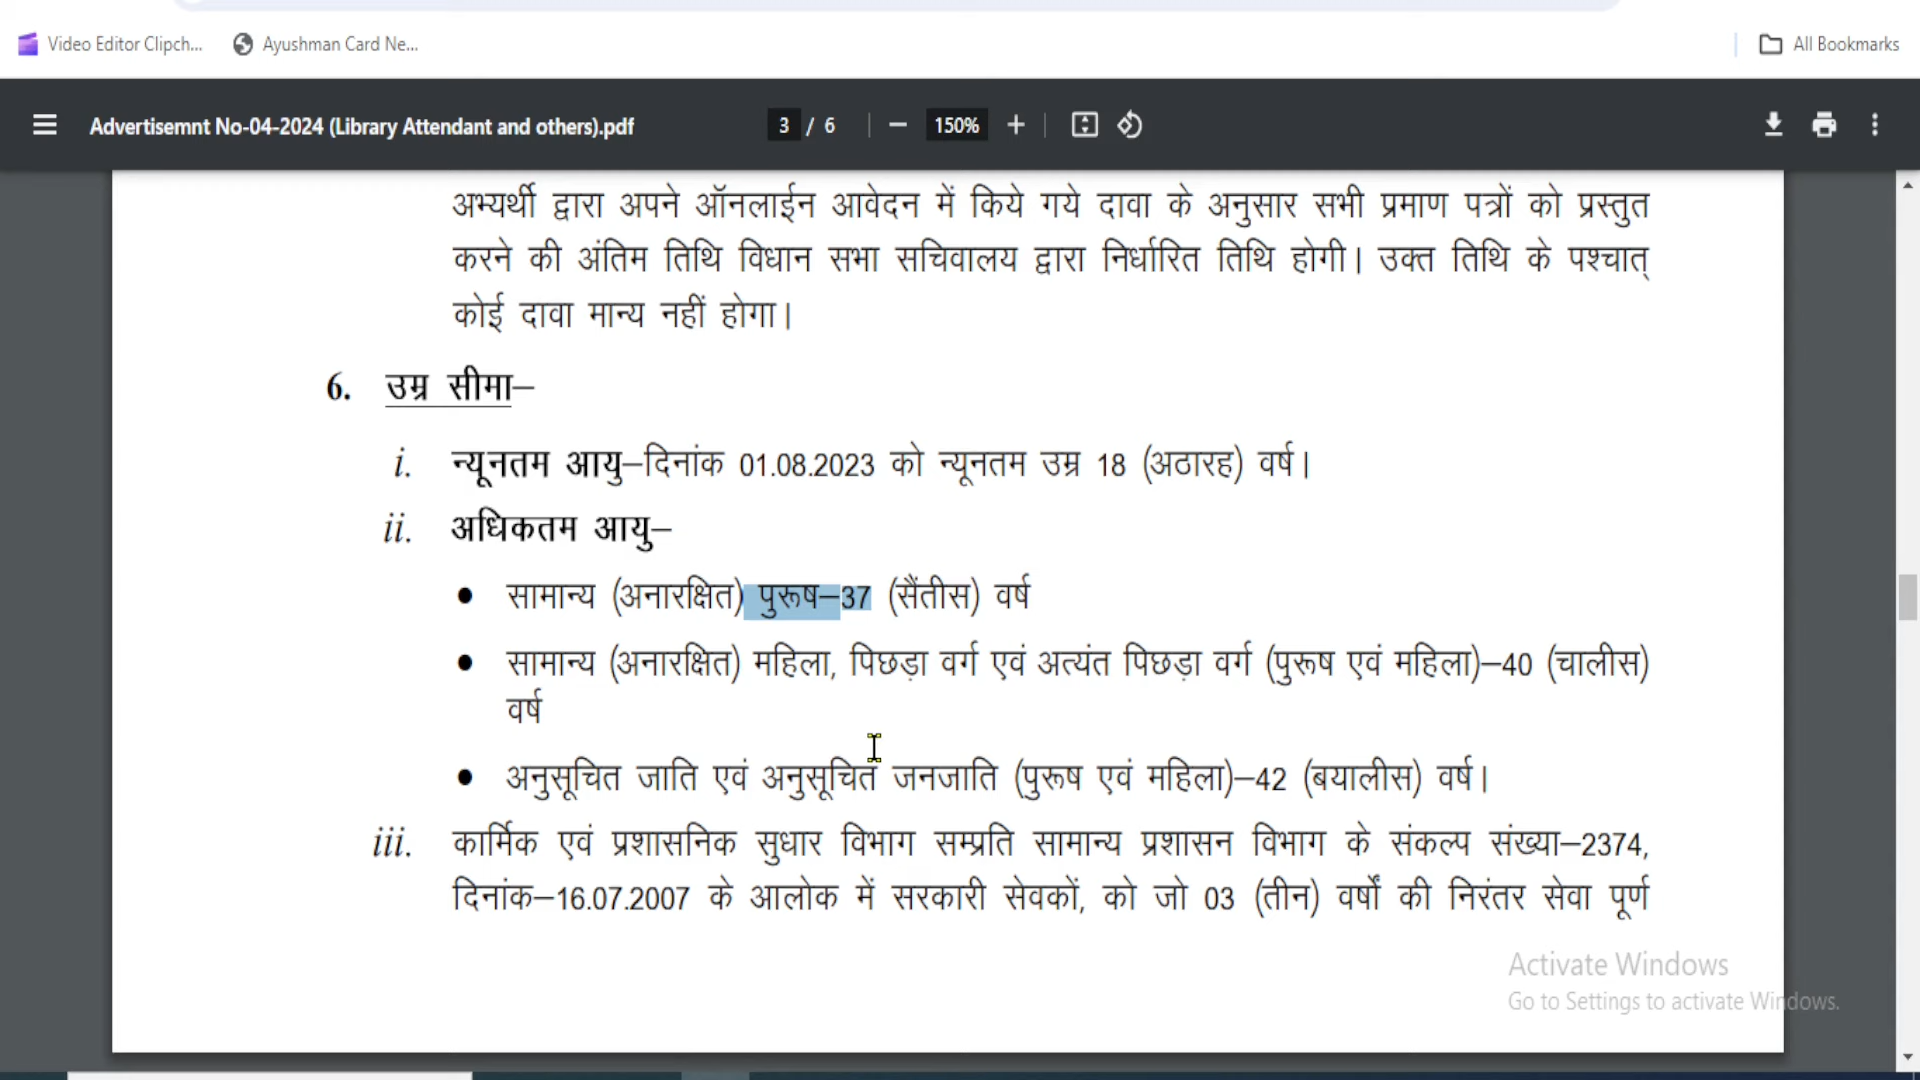 Video Editor Clipch...
Ayushman Card Ne...
All Bookmarks
Advertisemnt No-04-2024 (Library Attendant and others).pdf
3 / 6
150%
अभ्यर्थी द्वारा अपने ऑनलाईन आवेदन में किये गये दावा के अनुसार सभी प्रमाण पत्रों को प्रस्तुत
करने की अंतिम तिथि विधान सभा सचिवालय द्वारा निर्धारित तिथि होगी। उक्त तिथि के पश्चात्
कोई दावा मान्य नहीं होगा।
6. उम्र सीमा–
i. न्यूनतम आयु–दिनांक 01.08.2023 को न्यूनतम उम्र 18 (अठारह) वर्ष।
ii. अधिकतम आयु–
● सामान्य (अनारक्षित) पुरूष–37 (सैंतीस) वर्ष
● सामान्य (अनारक्षित) महिला, पिछड़ा वर्ग एवं अत्यंत पिछड़ा वर्ग (पुरूष एवं महिला)–40 (चालीस)
वर्ष
● अनुसूचित जाति एवं अनुसूचित जनजाति (पुरूष एवं महिला)–42 (बयालीस) वर्ष।
iii. कार्मिक एवं प्रशासनिक सुधार विभाग सम्प्रति सामान्य प्रशासन विभाग के संकल्प संख्या–2374,
दिनांक–16.07.2007 के आलोक में सरकारी सेवकों, को जो 03 (तीन) वर्षों की निरंतर सेवा पूर्ण
Activate Windows
Go to Settings to activate Windows.